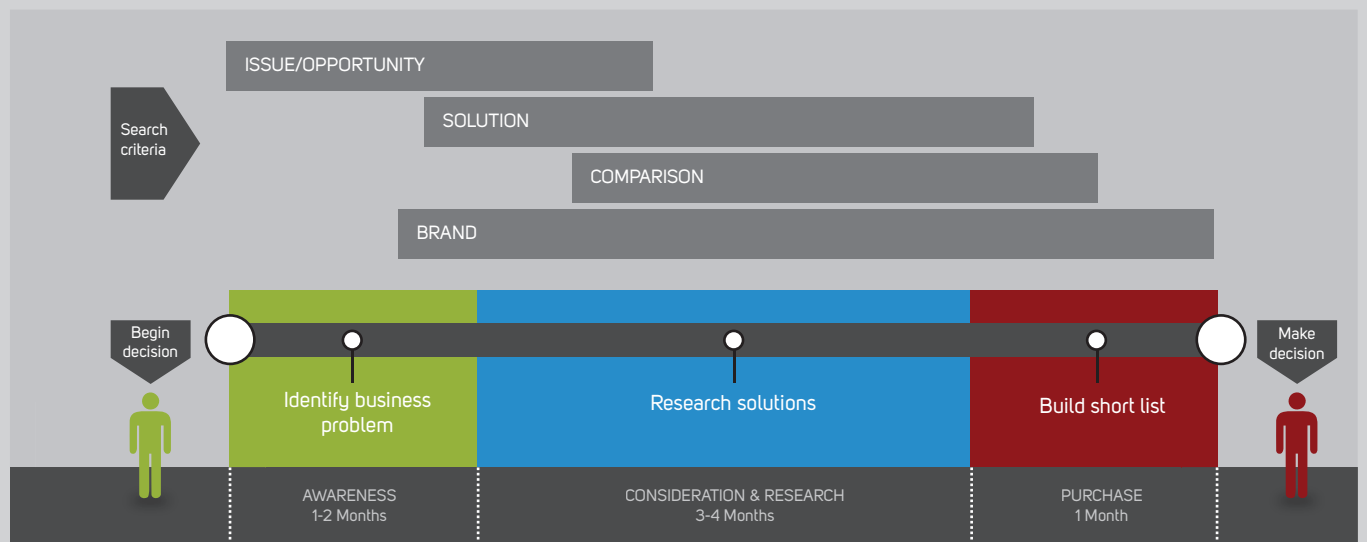 ISSUE/OPPORTUNITY
Search
criteria
SOLUTION
COMPARISON
BRAND
Begin
decision
Make
decision
Identify business
problem
Research solutions
Build short list
AWARENESS
1-2 Months
CONSIDERATION & RESEARCH
3-4 Months
PURCHASE
1 Month